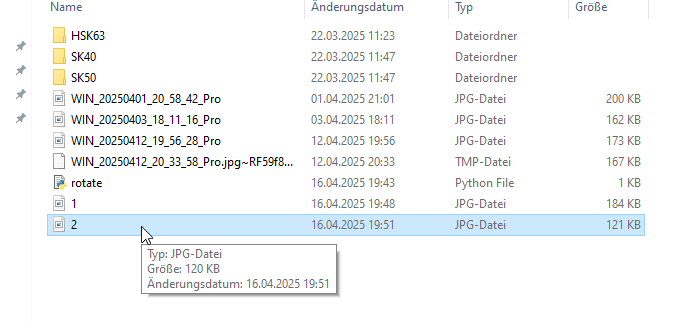 Name Änderungsdatum Typ Größe
HSK63 22.03.2025 11:23 Dateiordner
SK40 22.03.2025 11:47 Dateiordner
SK50 22.03.2025 11:47 Dateiordner
WIN_20250401_20_58_42_Pro 01.04.2025 21:01 JPG-Datei 200 KB
WIN_20250403_18_11_16_Pro 03.04.2025 18:11 JPG-Datei 162 KB
WIN_20250412_19_56_28_Pro 12.04.2025 19:56 JPG-Datei 173 KB
WIN_20250412_20_33_58_Pro.jpg~RF59f8... 12.04.2025 20:33 TMP-Datei 167 KB
rotate 16.04.2025 19:43 Python File 1 KB
1 16.04.2025 19:48 JPG-Datei 184 KB
2 16.04.2025 19:51 JPG-Datei 121 KB
Typ: JPG-Datei
Größe: 120 KB
Änderungsdatum: 16.04.2025 19:51